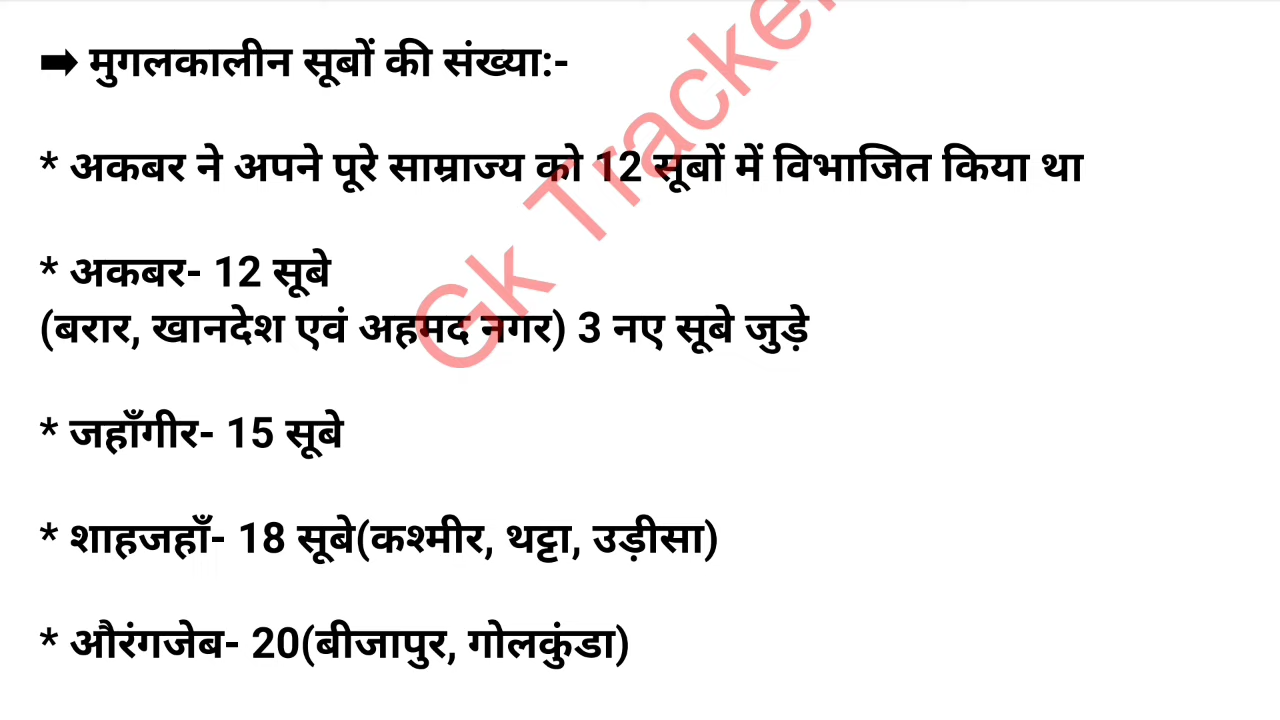 ➡ मुगलकालीन सूबों की संख्या:-
* अकबर ने अपने पूरे साम्राज्य को 12 सूबों में विभाजित किया था
* अकबर- 12 सूबे
(बरार, खानदेश एवं अहमद नगर) 3 नए सूबे जुड़े
* जहाँगीर- 15 सूबे
* शाहजहाँ- 18 सूबे(कश्मीर, थट्टा, उड़ीसा)
* औरंगजेब- 20(बीजापुर, गोलकुंडा)
Gk Tracker